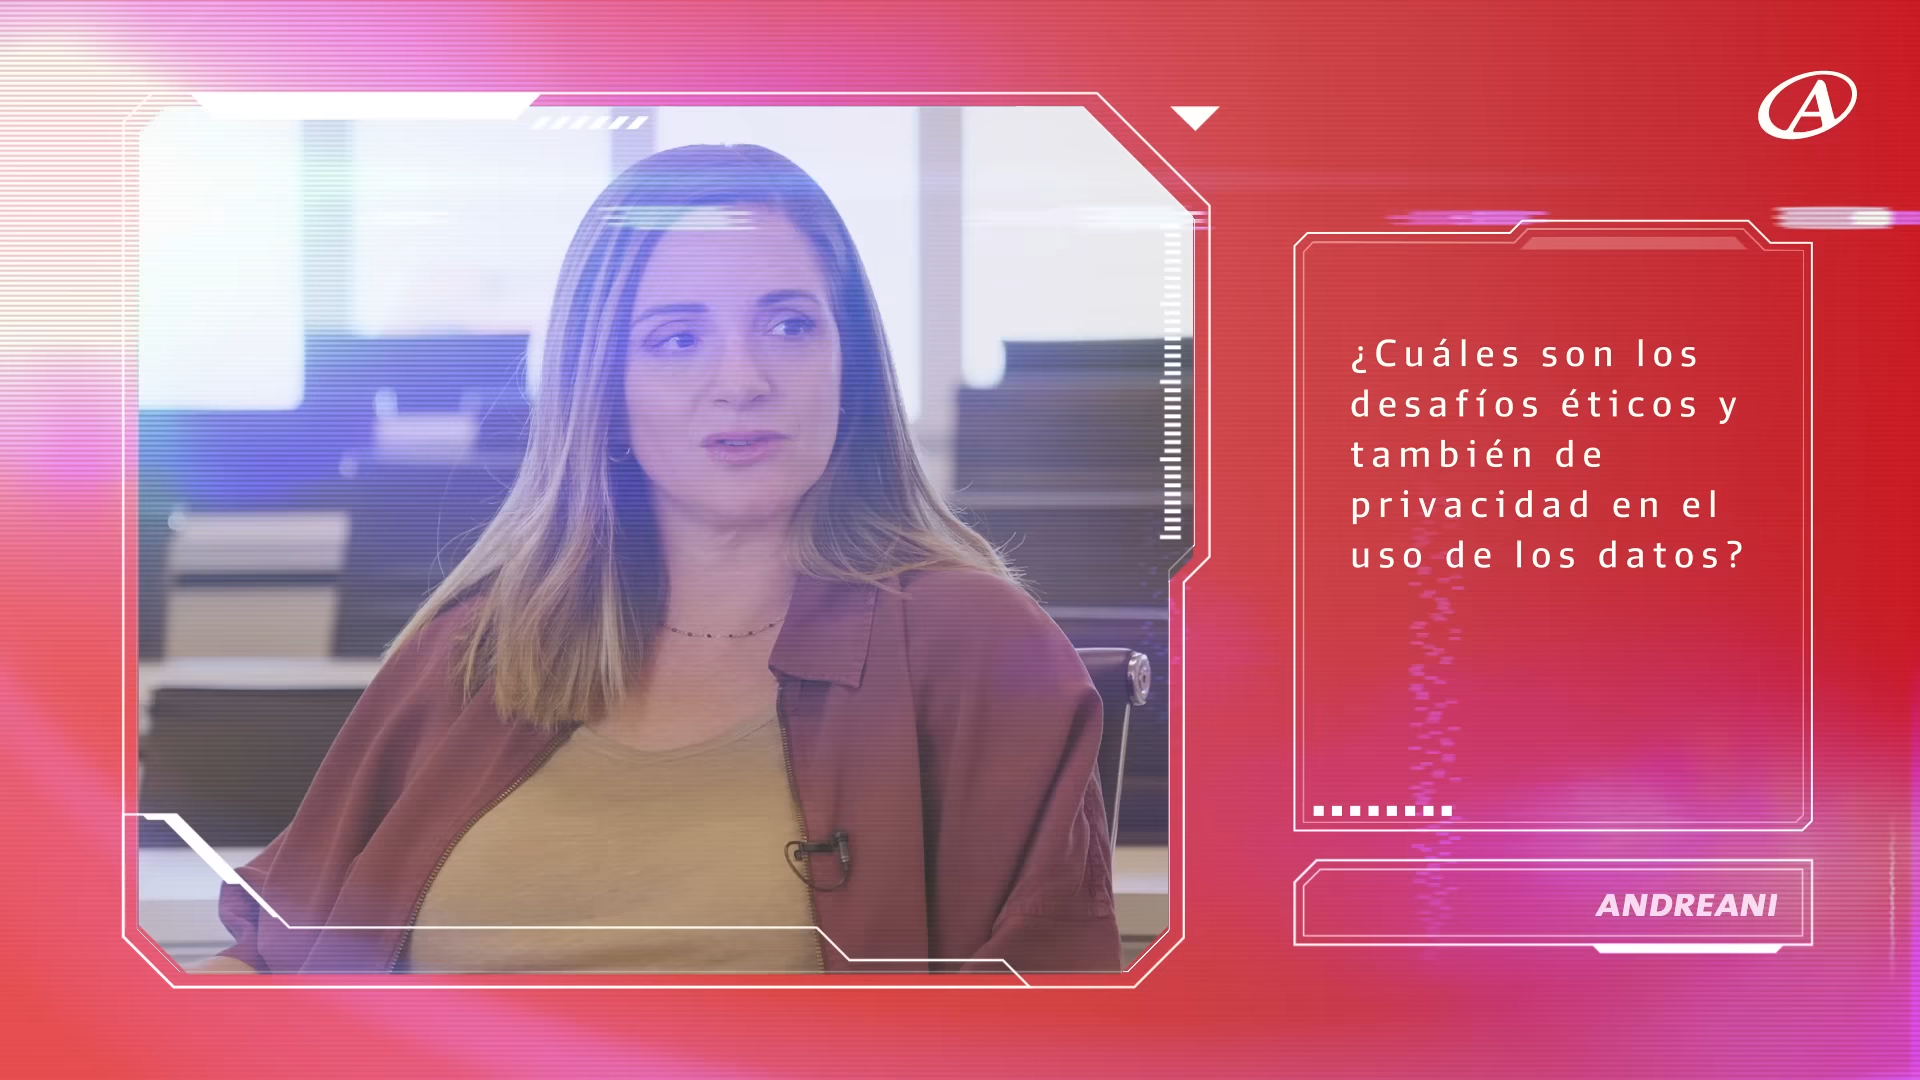 ¿Cuáles son los
desafíos éticos y
también de
privacidad en el
uso de los datos?
ANDREANI
A